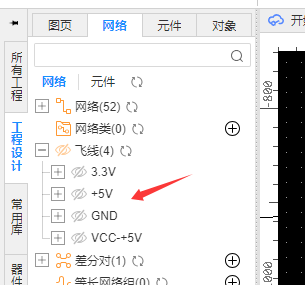 图页 网络 元件 对象
开
所有工程
工程设计
常用库
器件
网络 元件
网络(52)
网络类(0)
飞线(4)
3.3V
+5V
GND
VCC-+5V
差分对(1)
等长网络组(0)
-800